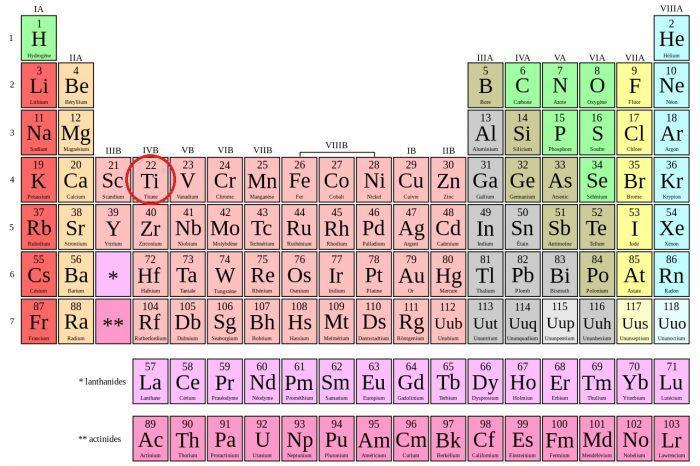 IA VIIIA
1 2
1 H He
Hydrogène Hélium
IIA IIIA IVA VA VIA VIIA
3 4 5 6 7 8 9 10
2 Li Be B C N O F Ne
Lithium Béryllium Bore Carbone Azote Oxygène Fluor Néon
11 12 13 14 15 16 17 18
3 Na Mg Al Si P S Cl Ar
Sodium Magnésium Aluminium Silicium Phosphore Soufre Chlore Argon
IIIB IVB VB VIB VIIB VIIIB IB IIB
19 20 21 22 23 24 25 26 27 28 29 30 31 32 33 34 35 36
4 K Ca Sc Ti V Cr Mn Fe Co Ni Cu Zn Ga Ge As Se Br Kr
Potassium Calcium Scandium Titane Vanadium Chrome Manganèse Fer Cobalt Nickel Cuivre Zinc Gallium Germanium Arsenic Sélénium Brome Krypton
37 38 39 40 41 42 43 44 45 46 47 48 49 50 51 52 53 54
5 Rb Sr Y Zr Nb Mo Tc Ru Rh Pd Ag Cd In Sn Sb Te I Xe
Rubidium Strontium Yttrium Zirconium Niobium Molybdène Technétium Ruthénium Rhodium Palladium Argent Cadmium Indium Étain Antimoine Tellure Iode Xénon
55 56 72 73 74 75 76 77 78 79 80 81 82 83 84 85 86
6 Cs Ba * Hf Ta W Re Os Ir Pt Au Hg Tl Pb Bi Po At Rn
Césium Baryum Hafnium Tantale Tungstène Rhénium Osmium Iridium Platine Or Mercure Thallium Plomb Bismuth Polonium Astate Radon
87 88 104 105 106 107 108 109 110 111 112 113 114 115 116 117 118
7 Fr Ra ** Rf Db Sg Bh Hs Mt Ds Rg Uub Uut Uuq Uup Uuh Uus Uuo
Francium Radium Rutherfordium Dubnium Seaborgium Bohrium Hassium Meitnérium Darmstadtium Röntgenium Ununbium Ununtrium Ununquadium Ununpentium Ununhexium Ununseptium Ununoctium
57 58 59 60 61 62 63 64 65 66 67 68 69 70 71
* lanthanides La Ce Pr Nd Pm Sm Eu Gd Tb Dy Ho Er Tm Yb Lu
Lanthane Cérium Praséodyme Néodyme Prométhium Samarium Europium Gadolinium Terbium Dysprosium Holmium Erbium Thulium Ytterbium Lutécium
89 90 91 92 93 94 95 96 97 98 99 100 101 102 103
** actinides Ac Th Pa U Np Pu Am Cm Bk Cf Es Fm Md No Lr
Actinium Thorium Protactinium Uranium Neptunium Plutonium Américium Curium Berkélium Californium Einsteinium Fermium Mendélévium Nobélium Lawrencium